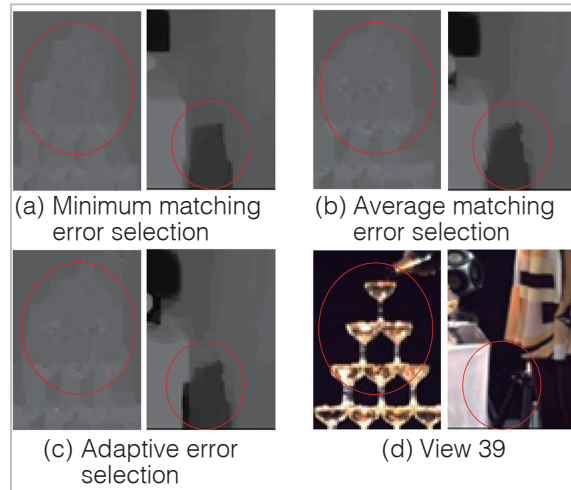 (a) Minimum matching
error selection
(b) Average matching
error selection
(c) Adaptive error
selection
(d) View 39